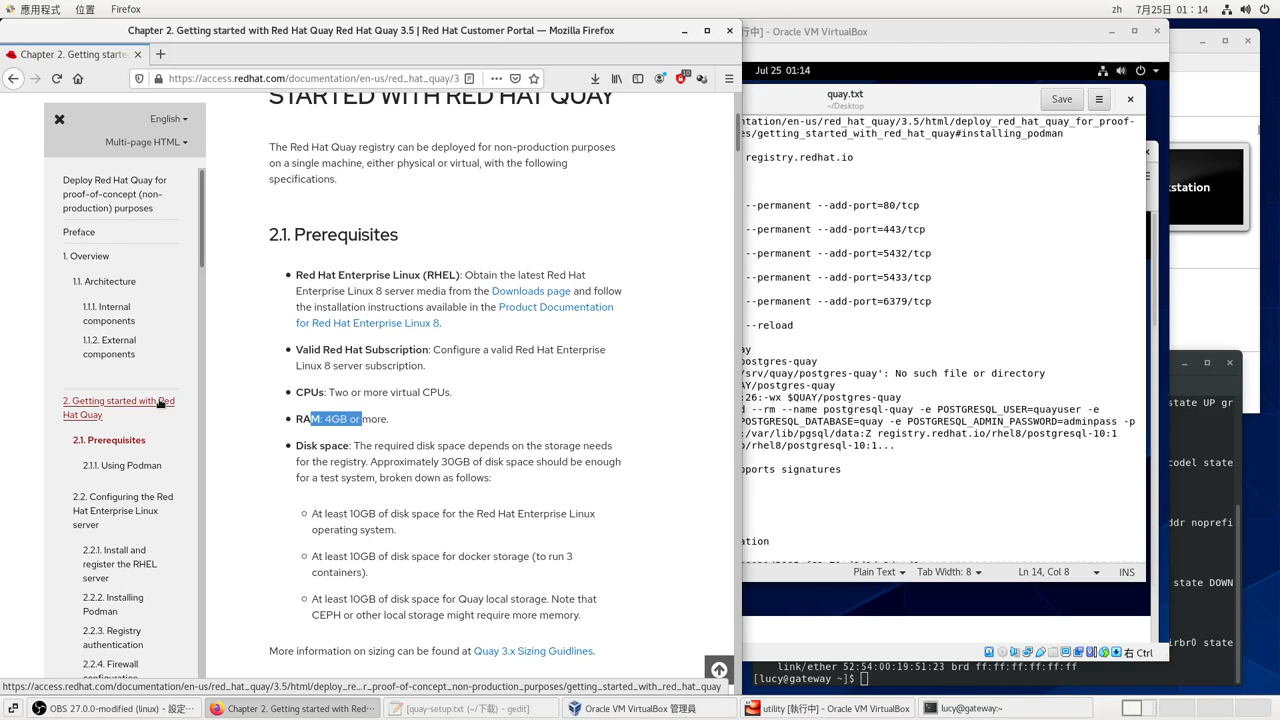 應用程式 位置 Firefox
zh 7月25日 01：14
Chapter 2. Getting started with Red Hat Quay Red Hat Quay 3.5 | Red Hat Customer Portal — Mozilla Firefox
Chapter 2. Getting starte
https://access.redhat.com/documentation/en-us/red_hat_quay/3
10
English
Multi-page HTML
Deploy Red Hat Quay for
proof-of-concept (non-
production) purposes
Preface
1. Overview
1.1. Architecture
1.1.1. Internal
components
1.1.2. External
components
2. Getting started with Red
Hat Quay
2.1. Prerequisites
2.1.1. Using Podman
2.2. Configuring the Red
Hat Enterprise Linux
server
2.2.1. Install and
register the RHEL
server
2.2.2. Installing
Podman
2.2.3. Registry
authentication
2.2.4. Firewall
configuration
STARTED WITH RED HAT QUAY
The Red Hat Quay registry can be deployed for non-production purposes
on a single machine, either physical or virtual, with the following
specifications.
2.1. Prerequisites
Red Hat Enterprise Linux (RHEL): Obtain the latest Red Hat
Enterprise Linux 8 server media from the Downloads page and follow
the installation instructions available in the Product Documentation
for Red Hat Enterprise Linux 8.
Valid Red Hat Subscription: Configure a valid Red Hat Enterprise
Linux 8 server subscription.
CPUs: Two or more virtual CPUs.
RAM: 4GB or more.
Disk space: The required disk space depends on the storage needs
for the registry. Approximately 30GB of disk space should be enough
for a test system, broken down as follows:
At least 10GB of disk space for the Red Hat Enterprise Linux
operating system.
At least 10GB of disk space for docker storage (to run 3
containers).
At least 10GB of disk space for Quay local storage. Note that
CEPH or other local storage might require more memory.
More information on sizing can be found at Quay 3.x Sizing Guidlines.
https://access.redhat.com/documentation/en-us/red_hat_quay/3.5/html/deploy_re…r_proof-of-concept_non-production_purposes/getting_started_with_red_hat_quay
行中] - Oracle VM VirtualBox
Jul 25 01:14
quay.txt
~/Desktop
Save
tation/en-us/red_hat_quay/3.5/html/deploy_red_hat_quay_for_proof-
es/getting_started_with_red_hat_quay#installing_podman
registry.redhat.io
--permanent --add-port=80/tcp
--permanent --add-port=443/tcp
--permanent --add-port=5432/tcp
--permanent --add-port=5433/tcp
--permanent --add-port=6379/tcp
--reload
ay
postgres-quay
/srv/quay/postgres-quay': No such file or directory
AY/postgres-quay
:26:-wx $QUAY/postgres-quay
d --rm --name postgresql-quay -e POSTGRESQL_USER=quayuser -e
POSTGRESQL_DATABASE=quay -e POSTGRESQL_ADMIN_PASSWORD=adminpass -p
:/var/lib/pgsql/data:Z registry.redhat.io/rhel8/postgresql-10:1
/rhel8/postgresql-10:1...
pports signatures
ation
Plain Text Tab Width: 8 Ln 14, Col 8 INS
右 Ctrl
kstation
state UP gr
codel state
ddr noprefi
state DOWN
irbr0 state
link/ether 52:54:00:19:51:23 brd ff:ff:ff:ff:ff:ff
[lucy@gateway ~]$
OBS 27.0.0-modified (linux) - 設定…
Chapter 2. Getting started with Red…
[quay-setup.txt (~/下載) - gedit]
Oracle VM VirtualBox 管理員
utility [執行中] - Oracle VM VirtualBox
lucy@gateway:~